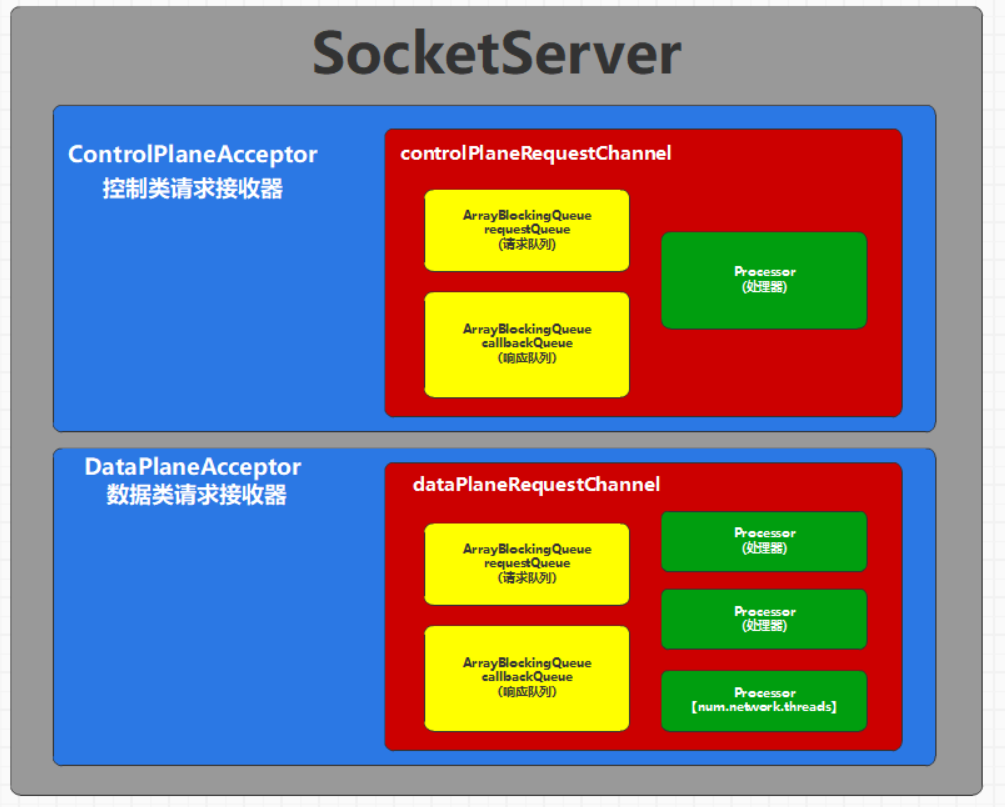 SocketServer
ControlPlaneAcceptor
控制类请求接收器
controlPlaneRequestChannel
ArrayBlockingQueue
requestQueue
(请求队列)
ArrayBlockingQueue
callbackQueue
(响应队列)
Processor
(处理器)
DataPlaneAcceptor
数据类请求接收器
dataPlaneRequestChannel
ArrayBlockingQueue
requestQueue
(请求队列)
ArrayBlockingQueue
callbackQueue
(响应队列)
Processor
(处理器)
Processor
(处理器)
Processor
【num.network.threads】